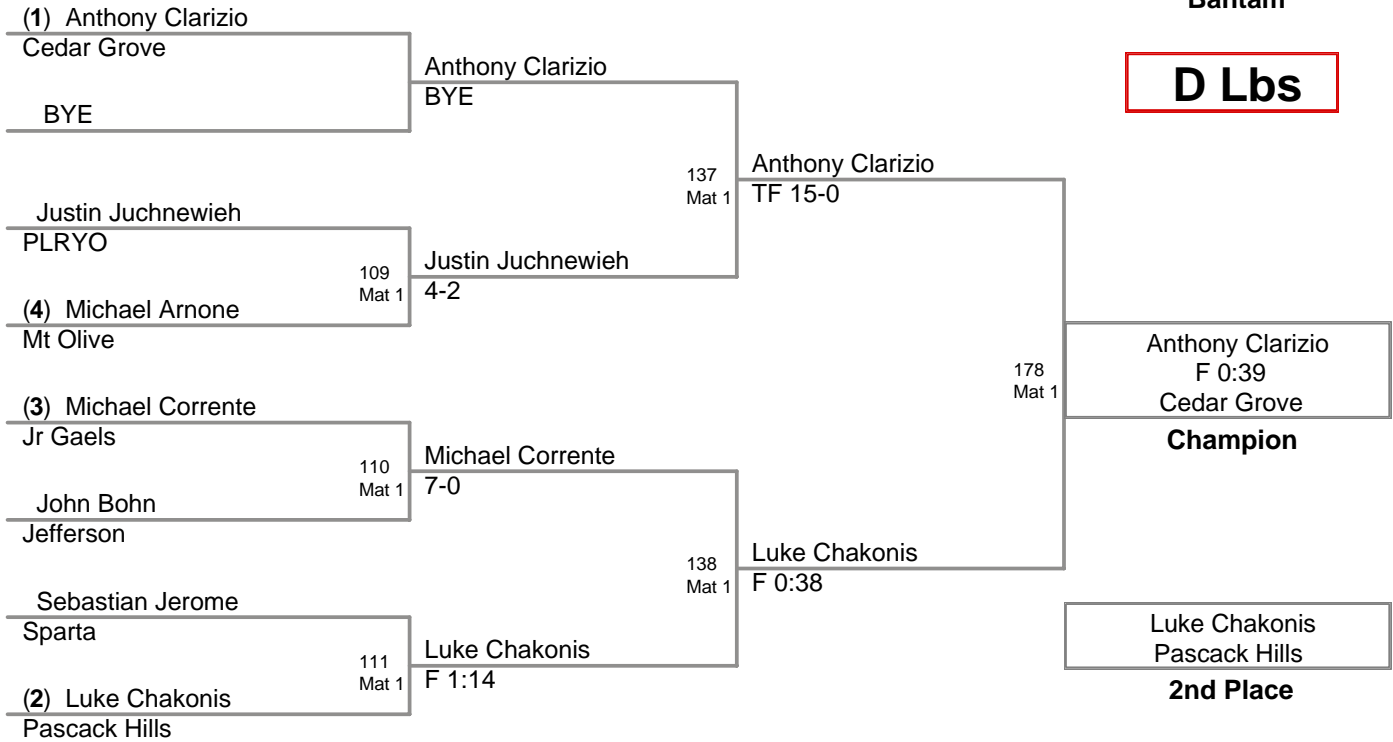 Bantam
D Lbs
(1) Anthony Clarizio
Cedar Grove
BYE
Justin Juchnewieh
PLRYO
(4) Michael Arnone
Mt Olive
(3) Michael Corrente
Jr Gaels
John Bohn
Jefferson
Sebastian Jerome
Sparta
(2) Luke Chakonis
Pascack Hills
Anthony Clarizio
BYE
109
Mat 1
Justin Juchnewieh
4-2
110
Mat 1
Michael Corrente
7-0
111
Mat 1
Luke Chakonis
F 1:14
137
Mat 1
Anthony Clarizio
TF 15-0
138
Mat 1
Luke Chakonis
F 0:38
178
Mat 1
Anthony Clarizio
F 0:39
Cedar Grove
Champion
Luke Chakonis
Pascack Hills
2nd Place